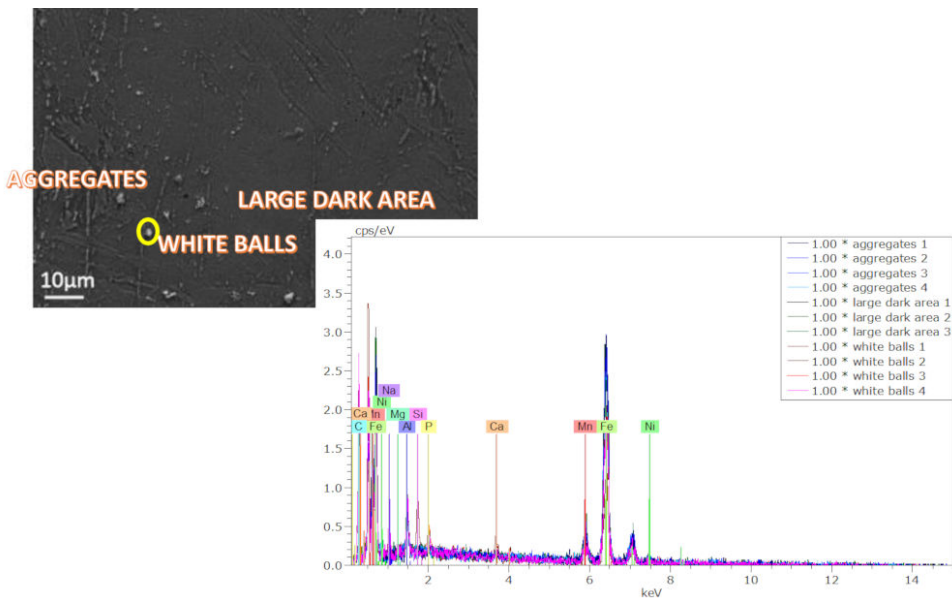 AGGREGATES
LARGE DARK AREA
WHITE BALLS
10µm
cps/eV
4.0
3.5
3.0
2.5
2.0
1.5
1.0
0.5
0.0
1.00 * aggregates 1
1.00 * aggregates 2
1.00 * aggregates 3
1.00 * aggregates 4
1.00 * large dark area 1
1.00 * large dark area 2
1.00 * large dark area 3
1.00 * white balls 1
1.00 * white balls 2
1.00 * white balls 3
1.00 * white balls 4
Na
Ni
Ca Mg Si
C Fe Al P Ca Mn Fe Ni
2 4 6 8 10 12 14
keV